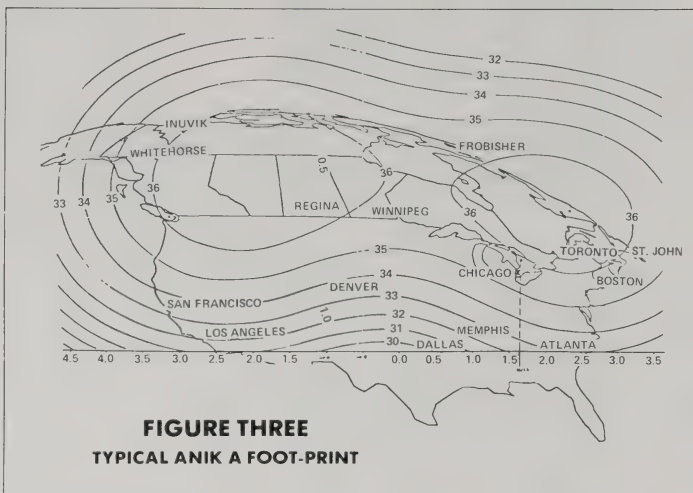 32
33
34
35
INUVIK
WHITEHORSE
FROBISHER
36
0.5
36
36
36
33
34
35
REGINA
WINNIPEG
TORONTO
ST. JOHN
35
CHICAGO
BOSTON
34
DENVER
33
SAN FRANCISCO
1.0
32
LOS ANGELES
31
MEMPHIS
30
DALLAS
ATLANTA
4.5 4.0 3.5 3.0 2.5 2.0 1.5 0.0 0.5 1.0 1.5 2.0 2.5 3.0 3.5
FIGURE THREE
TYPICAL ANIK A FOOT-PRINT